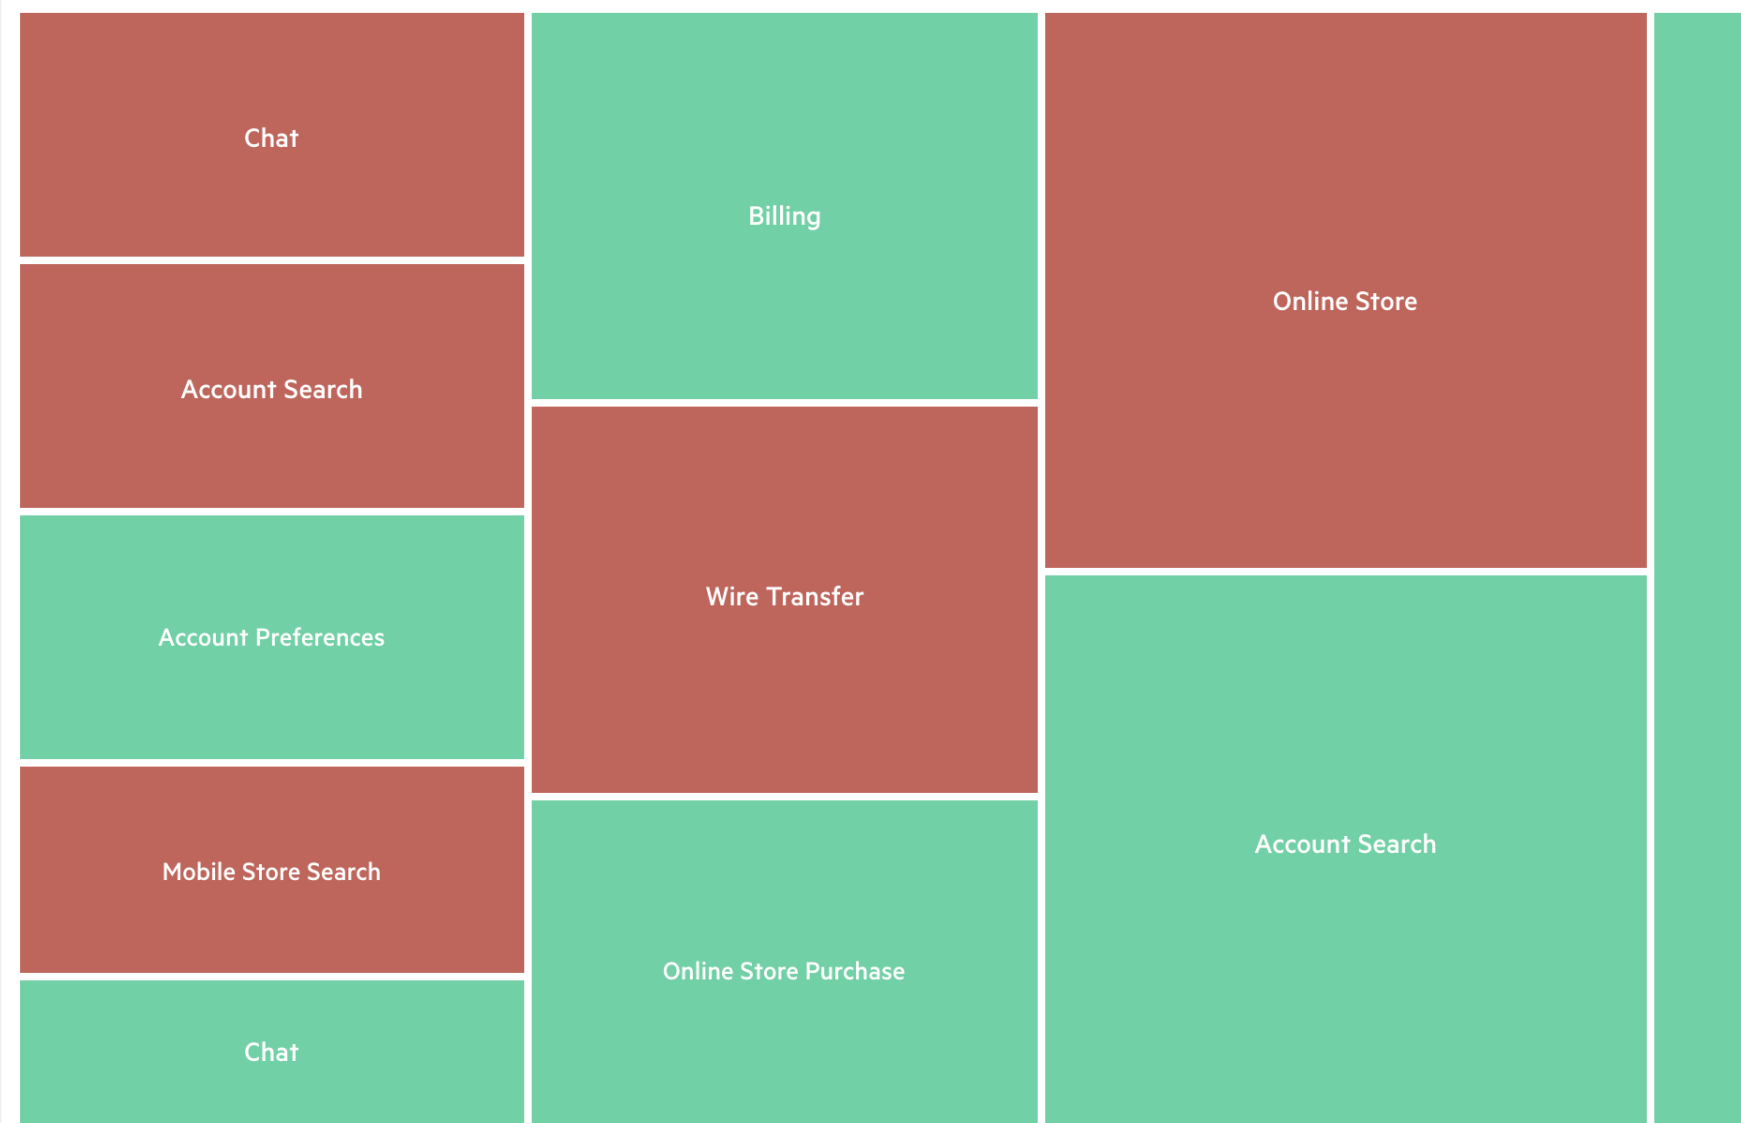 Chat
Account Search
Account Preferences
Mobile Store Search
Chat
Billing
Wire Transfer
Online Store Purchase
Online Store
Account Search